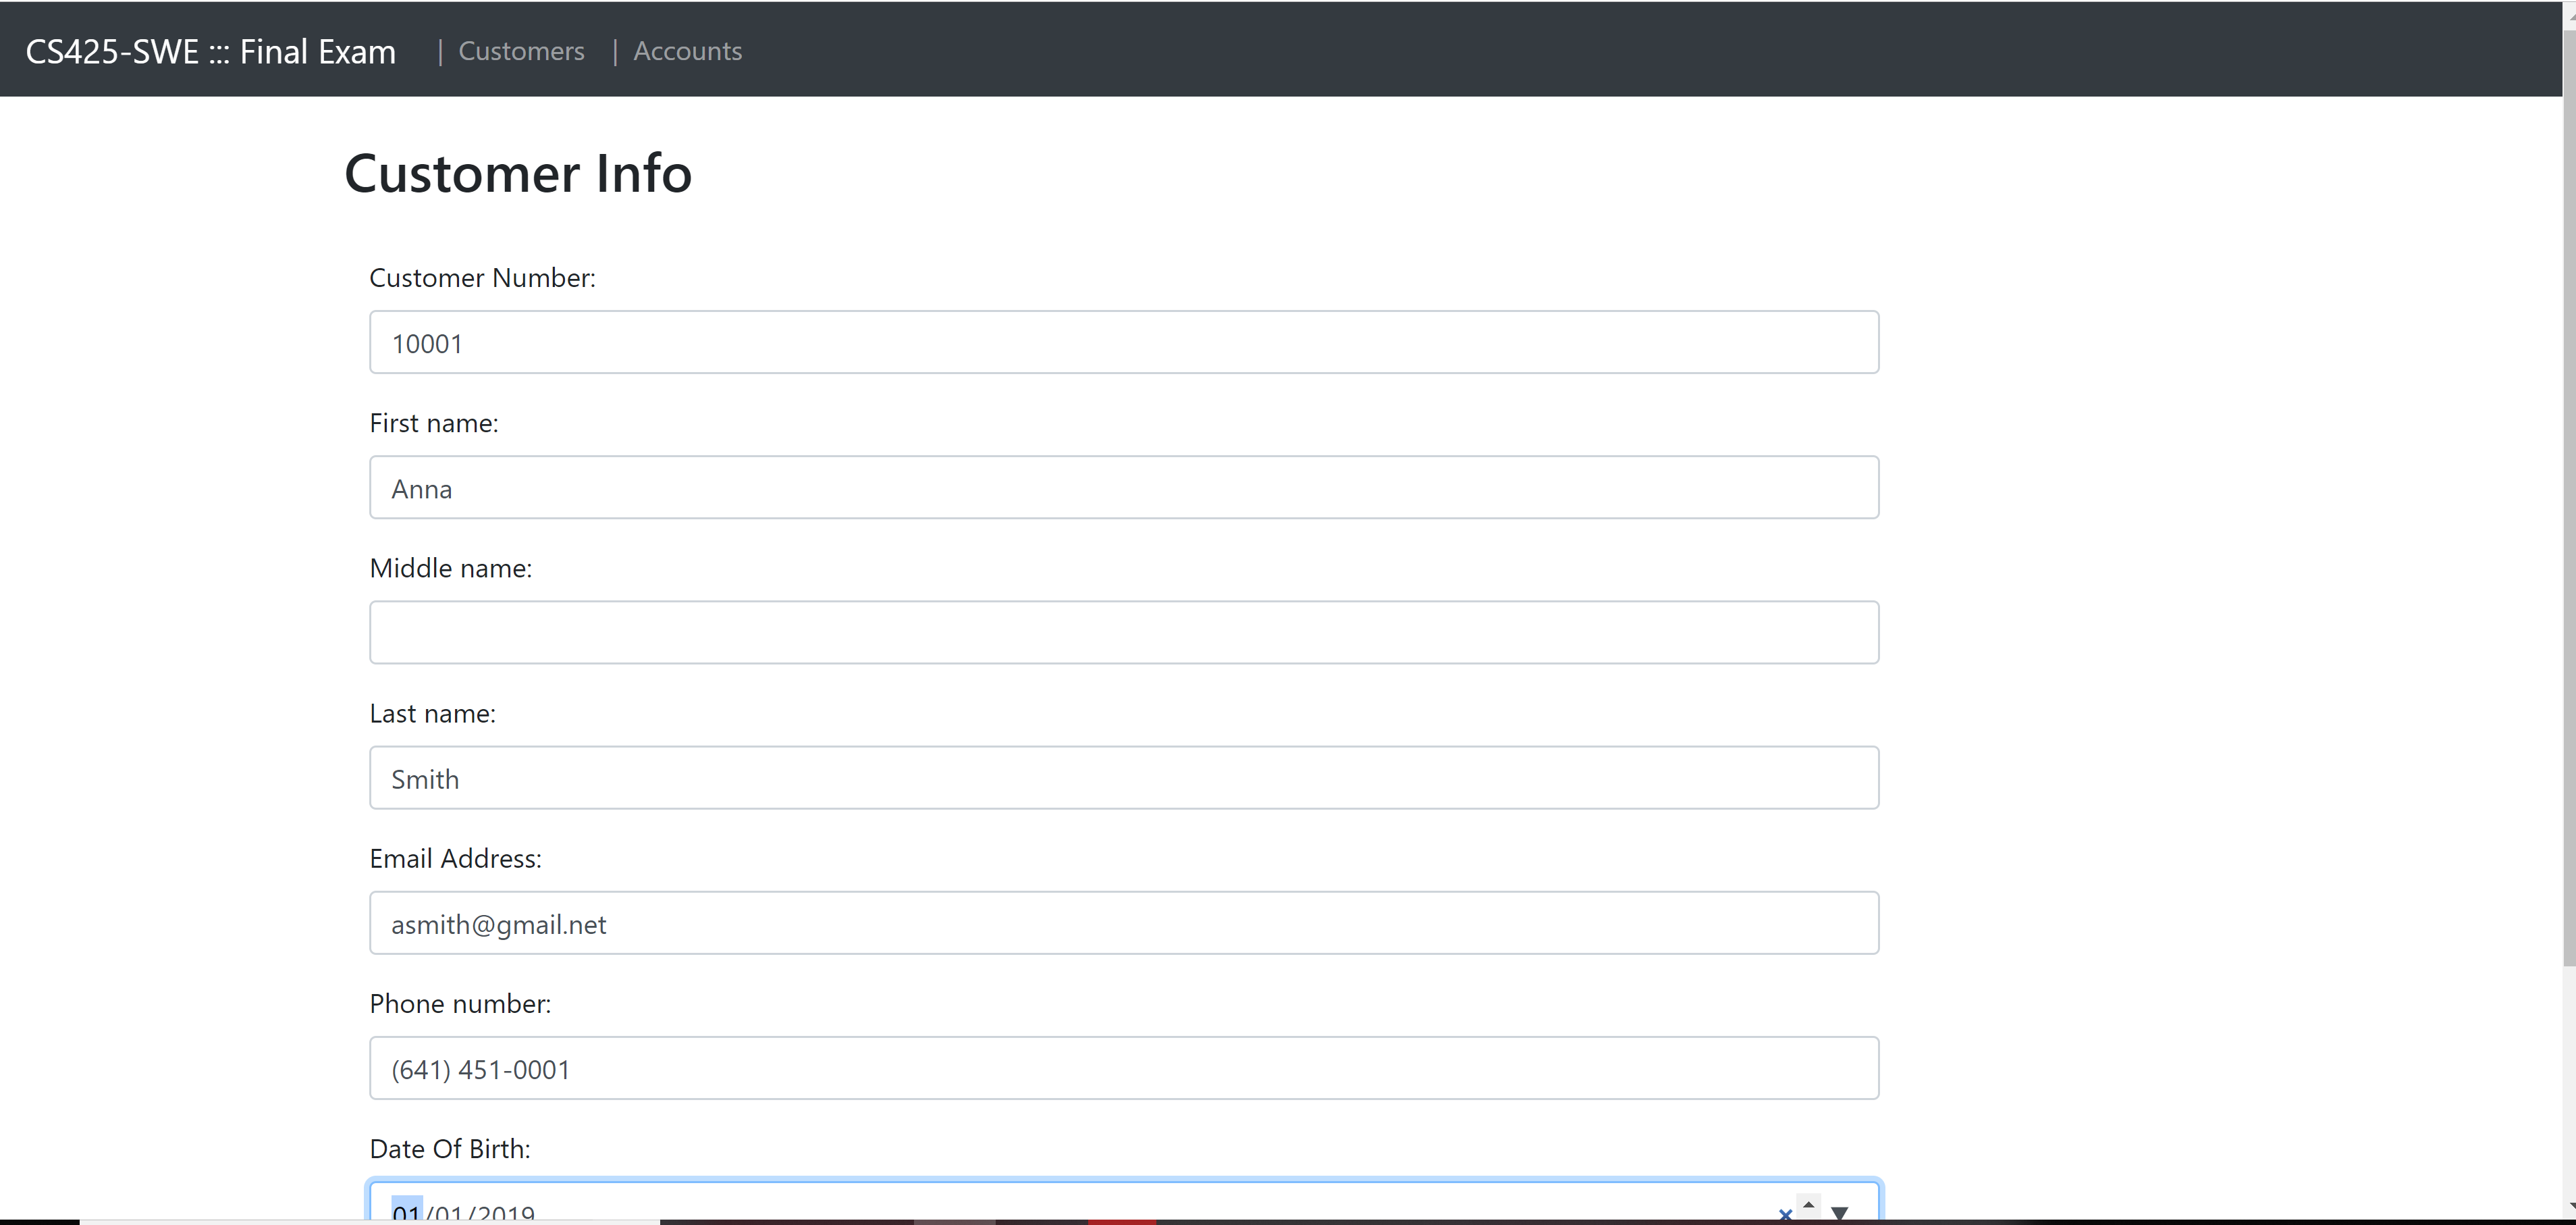 CS425-SWE ::: Final Exam | Customers | Accounts
Customer Info
Customer Number:
10001
First name:
Anna
Middle name:
Last name:
Smith
Email Address:
asmith@gmail.net
Phone number:
(641) 451-0001
Date Of Birth:
01/01/2019